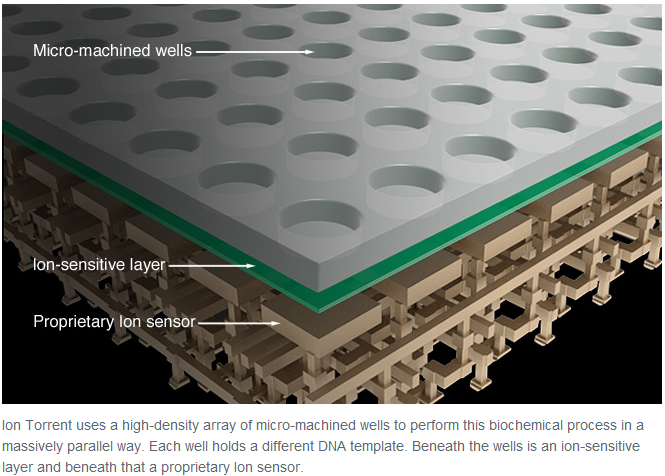 Micro-machined wells
Ion-sensitive layer
Proprietary Ion sensor
Ion Torrent uses a high-density array of micro-machined wells to perform this biochemical process in a
massively parallel way. Each well holds a different DNA template. Beneath the wells is an ion-sensitive
layer and beneath that a proprietary Ion sensor.